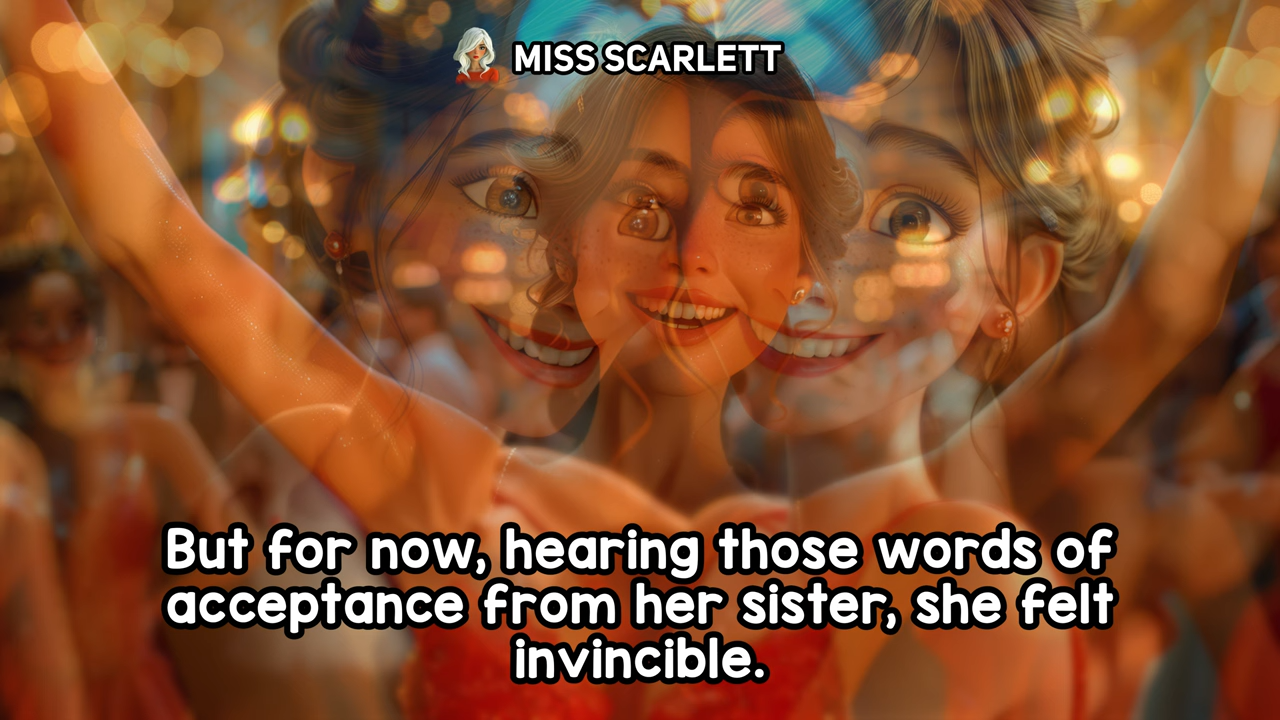 MISS SCARLETT
But for now, hearing those words of
acceptance from her sister, she felt
invincible.